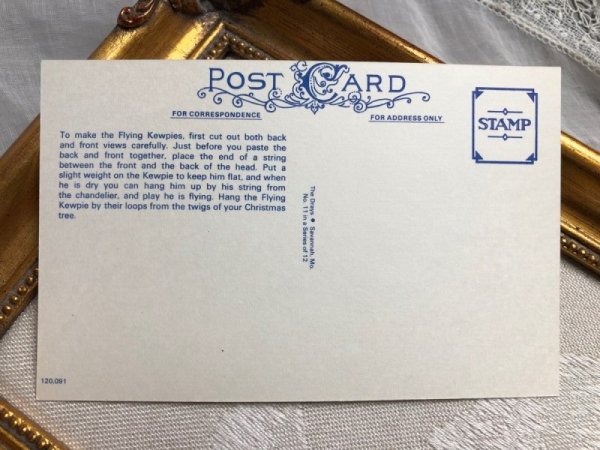 POST CARD
FOR CORRESPONDENCE
FOR ADDRESS ONLY
STAMP
To make the Flying Kewpies, first cut out both back
and front views carefully. Just before you paste the
back and front together, place the end of a string
between the front and the back of the head. Put a
slight weight on the Kewpie to keep him flat, and when
he is dry you can hang him up by his string from
the chandelier, and play he is flying. Hang the Flying
Kewpie by their loops from the twigs of your Christmas
tree.
The Drays • Savannah, Mo.
No. 11 in a Series of 12
120,091